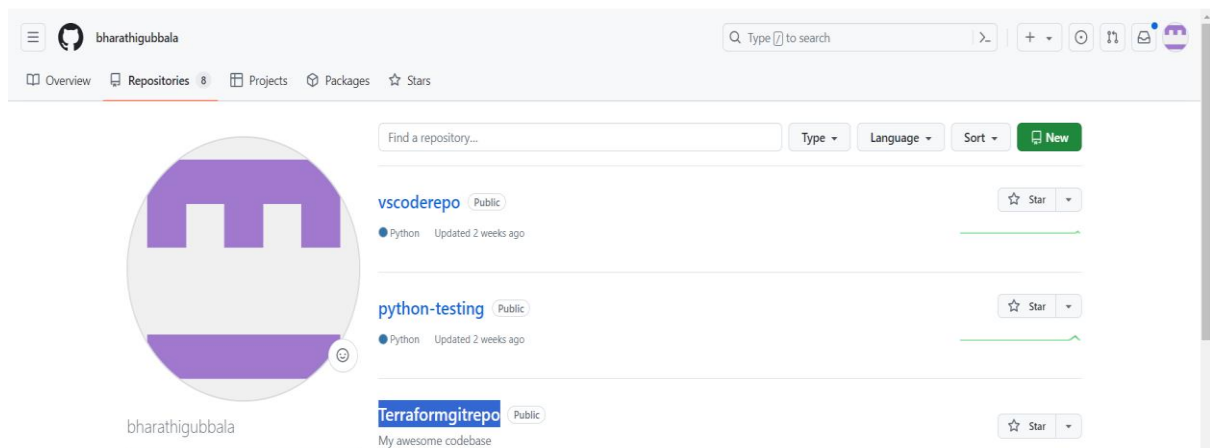 bharathigubbala
Type / to search
Overview Repositories 8 Projects Packages Stars
Find a repository...
Type Language Sort New
vscoderepo Public
Star
Python Updated 2 weeks ago
python-testing Public
Star
Python Updated 2 weeks ago
bharathigubbala
Terraformgitrepo Public
Star
My awesome codebase